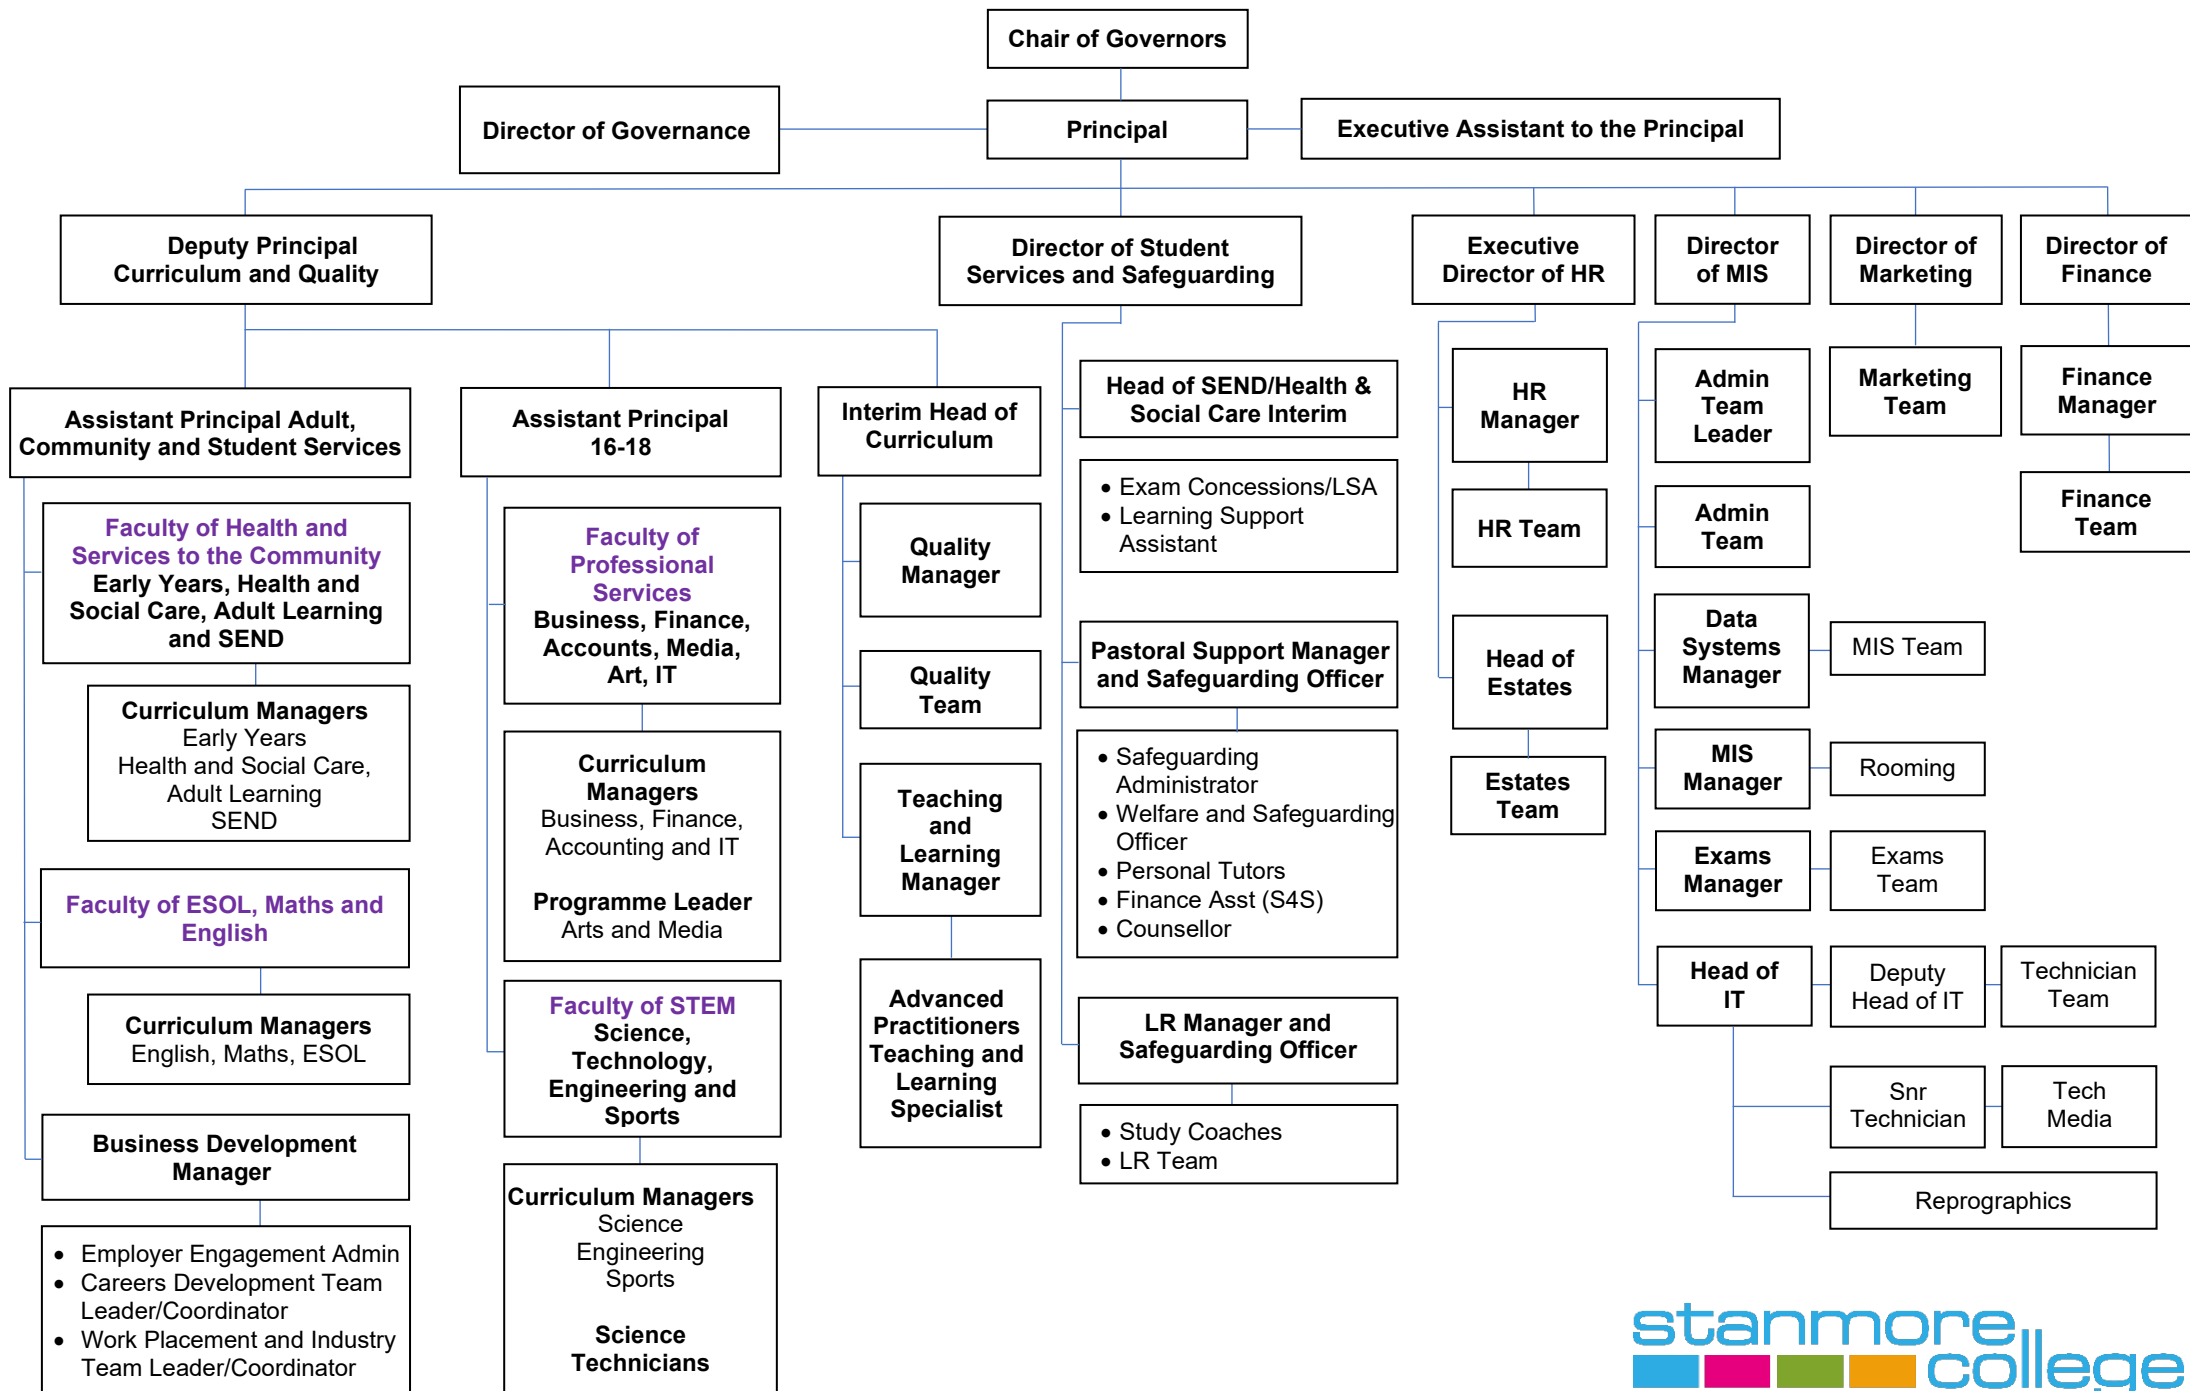 Chair of Governors
Director of Governance
Principal
Executive Assistant to the Principal
Deputy Principal
Curriculum and Quality
Director of Student
Services and Safeguarding
Executive
Director of HR
Director
of MIS
Director of
Marketing
Director of
Finance
Assistant Principal Adult,
Community and Student Services
Faculty of Health and
Services to the Community
Early Years, Health and
Social Care, Adult Learning
and SEND
Curriculum Managers
Early Years
Health and Social Care,
Adult Learning
SEND
Faculty of ESOL, Maths and
English
Curriculum Managers
English, Maths, ESOL
Business Development
Manager
• Employer Engagement Admin
• Careers Development Team
Leader/Coordinator
• Work Placement and Industry
Team Leader/Coordinator
Assistant Principal
16-18
Faculty of
Professional
Services
Business, Finance,
Accounts, Media,
Art, IT
Curriculum
Managers
Business, Finance,
Accounting and IT
Programme Leader
Arts and Media
Faculty of STEM
Science,
Technology,
Engineering and
Sports
Curriculum Managers
Science
Engineering
Sports
Science
Technicians
Interim Head of
Curriculum
Quality
Manager
Quality
Team
Teaching
and
Learning
Manager
Advanced
Practitioners
Teaching and
Learning
Specialist
Head of SEND/Health &
Social Care Interim
• Exam Concessions/LSA
• Learning Support
Assistant
Pastoral Support Manager
and Safeguarding Officer
• Safeguarding
Administrator
• Welfare and Safeguarding
Officer
• Personal Tutors
• Finance Asst (S4S)
• Counsellor
LR Manager and
Safeguarding Officer
• Study Coaches
• LR Team
HR
Manager
HR Team
Head of
Estates
Estates
Team
Admin
Team
Leader
Admin
Team
Data
Systems
Manager
MIS Team
MIS
Manager
Rooming
Exams
Manager
Exams
Team
Head of
IT
Deputy
Head of IT
Technician
Team
Snr
Technician
Tech
Media
Reprographics
Marketing
Team
Finance
Manager
Finance
Team
stanmore
college